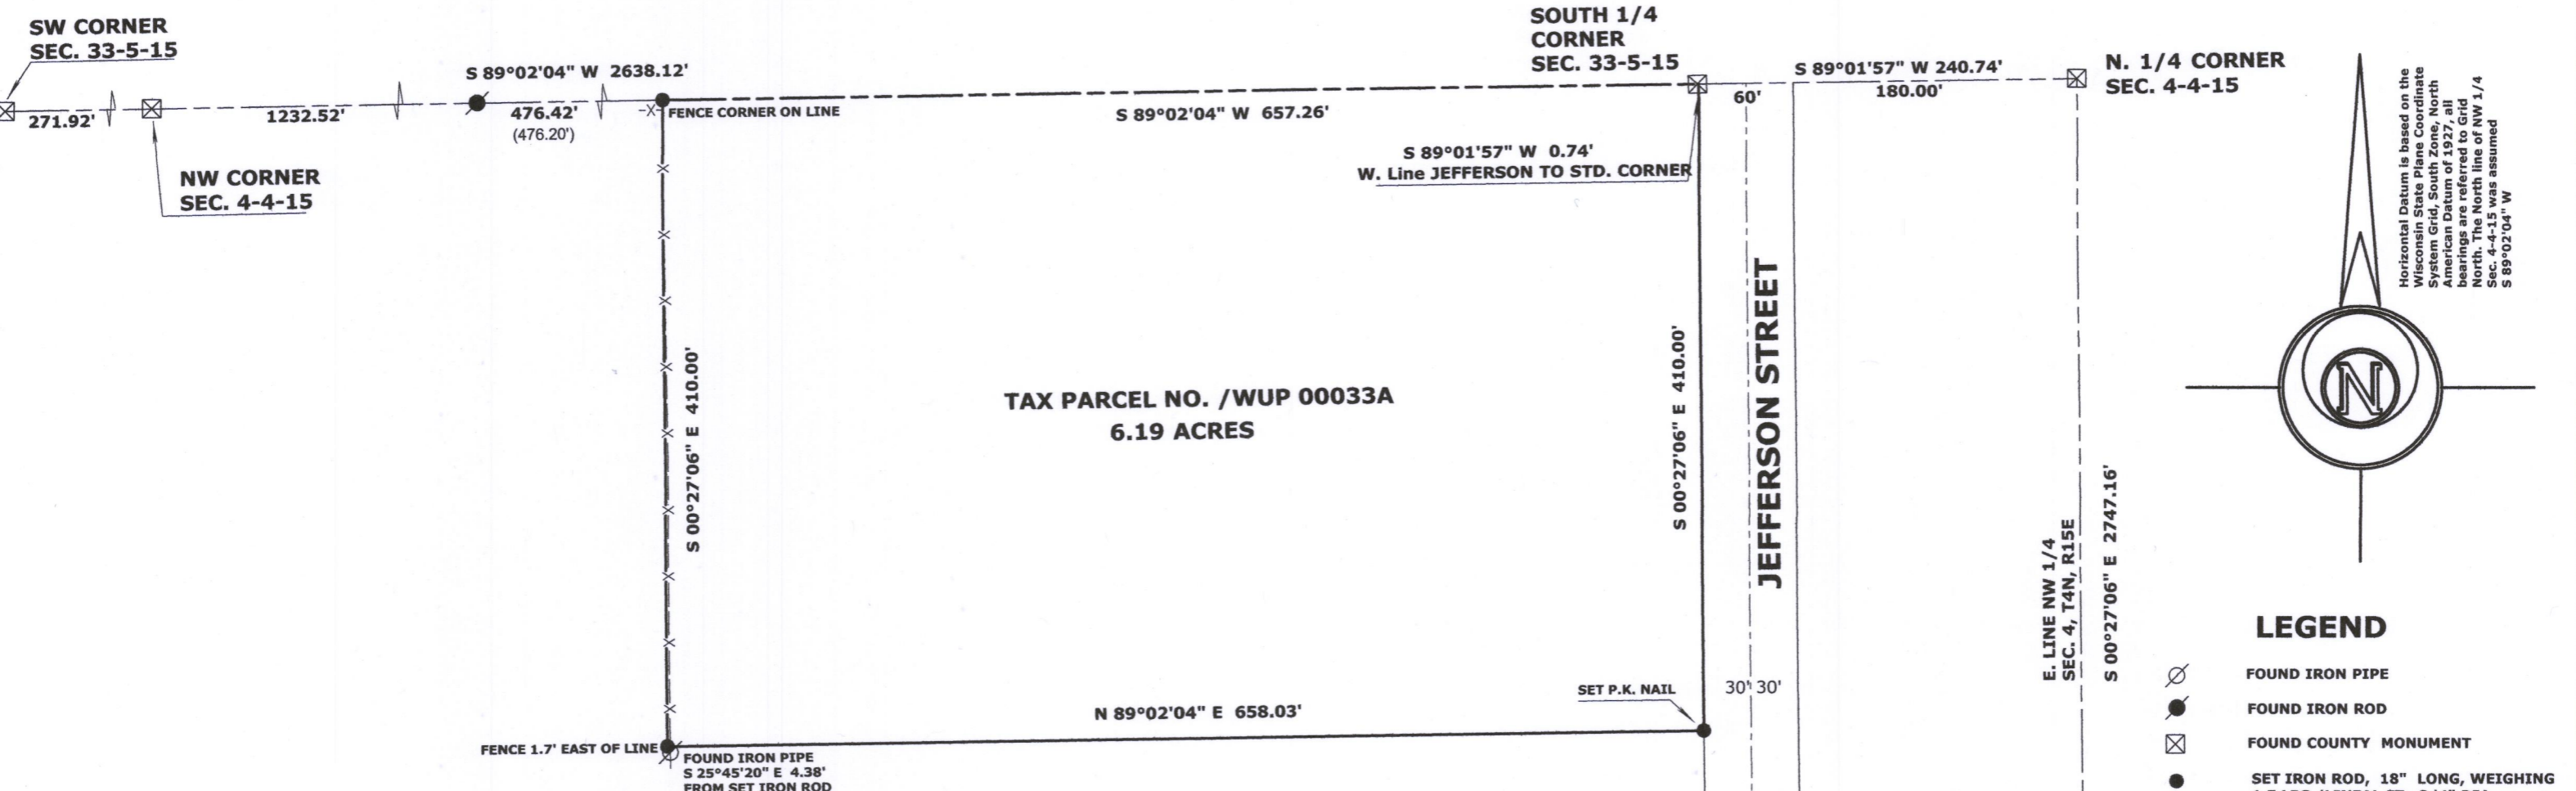 SW CORNER
SEC. 33-5-15
S 89°02'04" W 2638.12'
SOUTH 1/4
CORNER
SEC. 33-5-15
S 89°01'57" W 240.74'
N. 1/4 CORNER
SEC. 4-4-15
271.92'
1232.52'
476.42'
(476.20')
-X-
FENCE CORNER ON LINE
S 89°02'04" W 657.26'
60'
180.00'
NW CORNER
SEC. 4-4-15
S 89°01'57" W 0.74'
W. Line JEFFERSON TO STD. CORNER
Horizontal Datum is based on the
Wisconsin State Plane Coordinate
System Grid, South Zone, North
American Datum of 1927, all
bearings are referred to Grid
North. The North line of NW 1/4
Sec. 4-4-15 was assumed
S 89°02'04" W
N
S 00°27'06" E 410.00'
TAX PARCEL NO. /WUP 00033A
6.19 ACRES
S 00°27'06" E 410.00'
JEFFERSON STREET
E. LINE NW 1/4
SEC. 4, T4N, R15E
S 00°27'06" E 2747.16'
SET P.K. NAIL
30' 30'
N 89°02'04" E 658.03'
FENCE 1.7' EAST OF LINE
FOUND IRON PIPE
S 25°45'20" E 4.38'
FROM SET IRON ROD
LEGEND
FOUND IRON PIPE
FOUND IRON ROD
FOUND COUNTY MONUMENT
SET IRON ROD, 18" LONG, WEIGHING